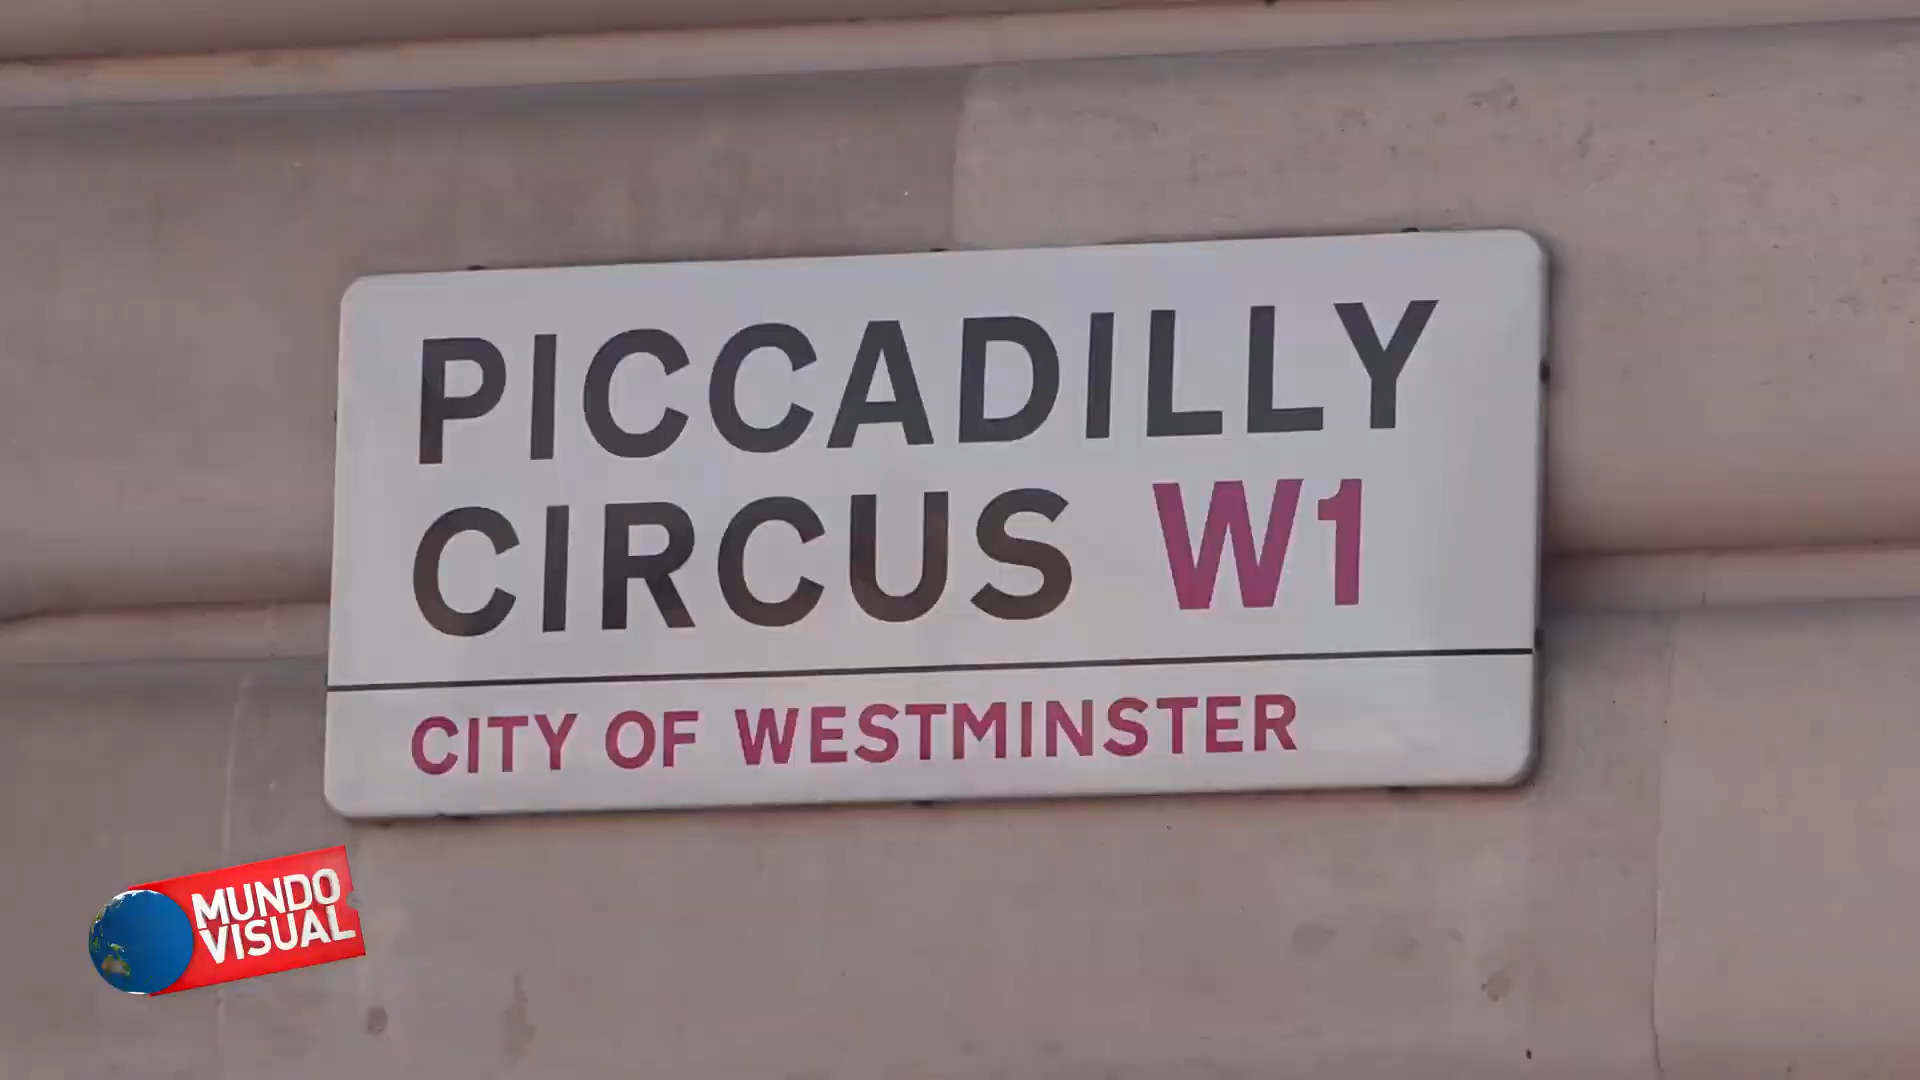 PICCADILLY
CIRCUS W1
CITY OF WESTMINSTER
MUNDO
VISUAL